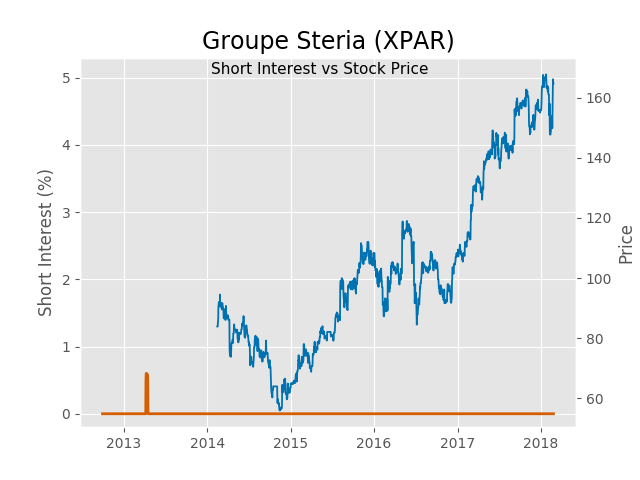 Groupe Steria (XPAR)
Short Interest vs Stock Price
Short Interest (%)
5
4
3
2
1
0
160
140
120
100
80
60
Price
2013 2014 2015 2016 2017 2018